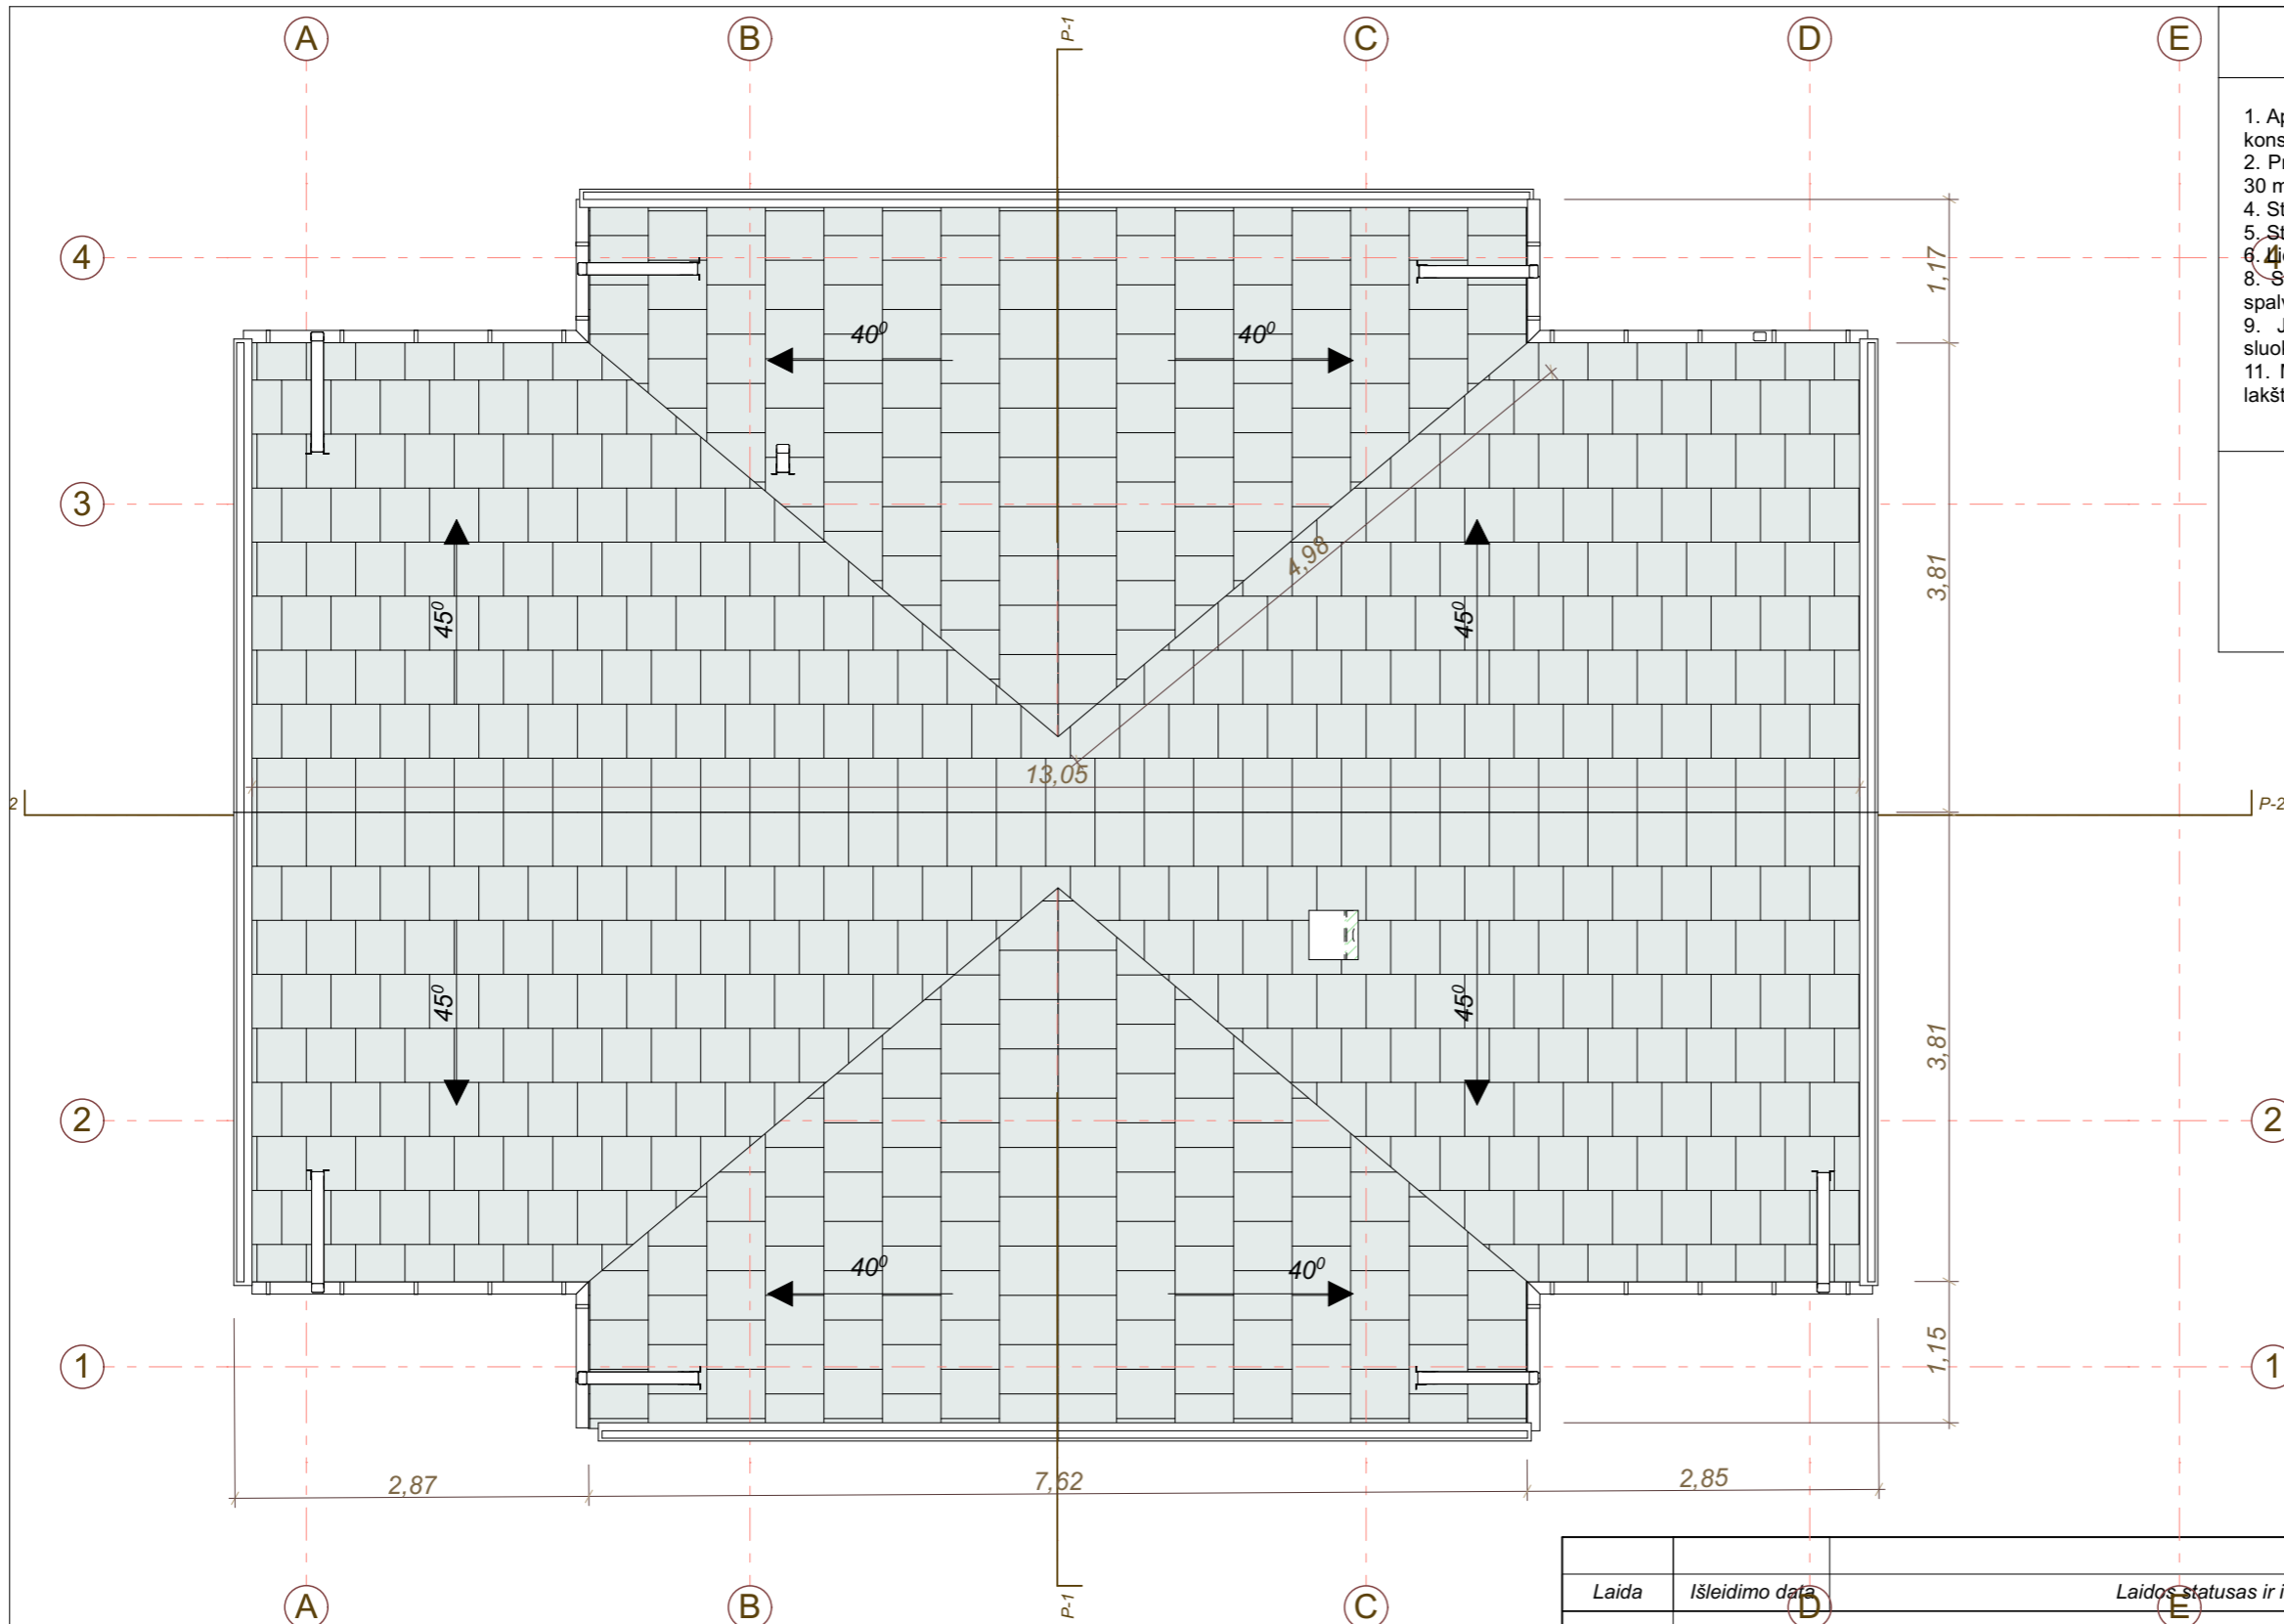 A
B
P-1
C
D
E
1. Ap
kons
2. Pr
30 m
4. St
5. St
8. S
spalv
9. J
sluok
11. M
lakšt
4
4
1,17
40⁰
40⁰
3
4,98
3,81
45⁰
45⁰
13,05
2
P-2
45⁰
45⁰
3,81
2
2
40⁰
40⁰
1
1,15
1
2,87
7,62
2,85
Laida
Išleidimo data
Laidos statusas ir i
A
B
P-1
C
D
E